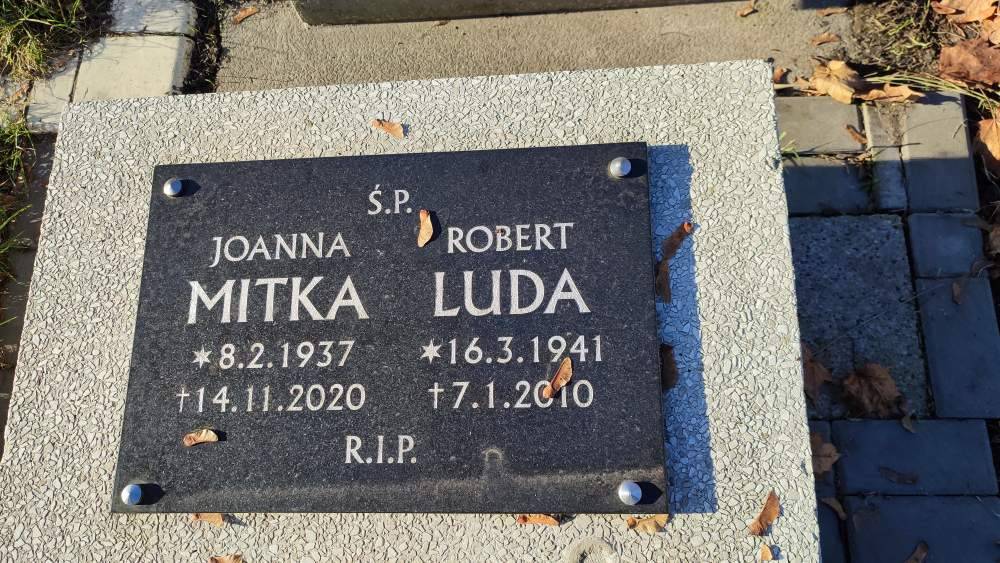 Ś.P.
JOANNA
MITKA
*8.2.1937
†14.11.2020
ROBERT
LUDA
*16.3.1941
†7.1.2010
R.I.P.